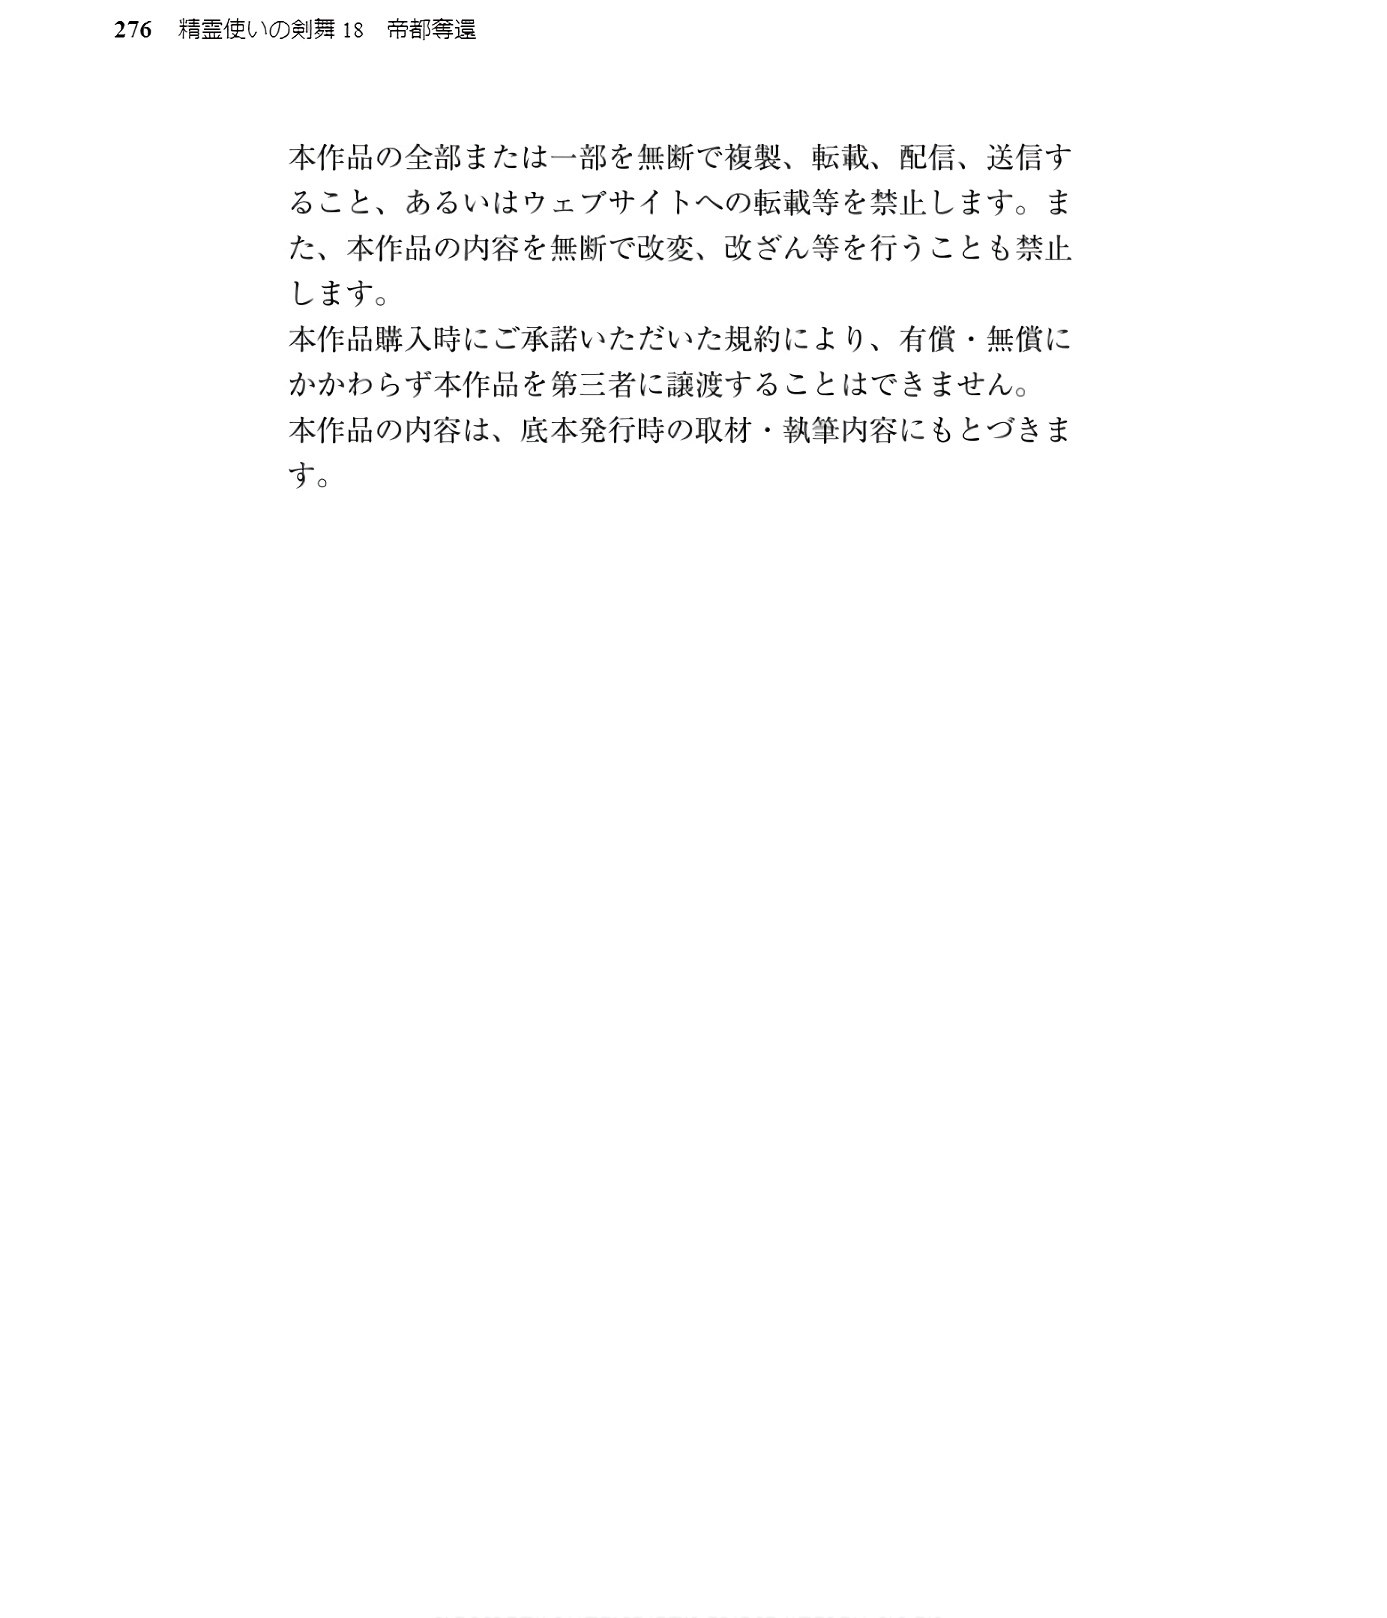 276 精霊使いの剣舞 18 帝都奪還
本作品の全部または一部を無断で複製、転載、配信、送信す
ること、あるいはウェブサイトへの転載等を禁止します。ま
た、本作品の内容を無断で改変、改ざん等を行うことも禁止
します。
本作品購入時にご承諾いただいた規約により、有償・無償に
かかわらず本作品を第三者に譲渡することはできません。
本作品の内容は、底本発行時の取材・執筆内容にもとづきま
す。